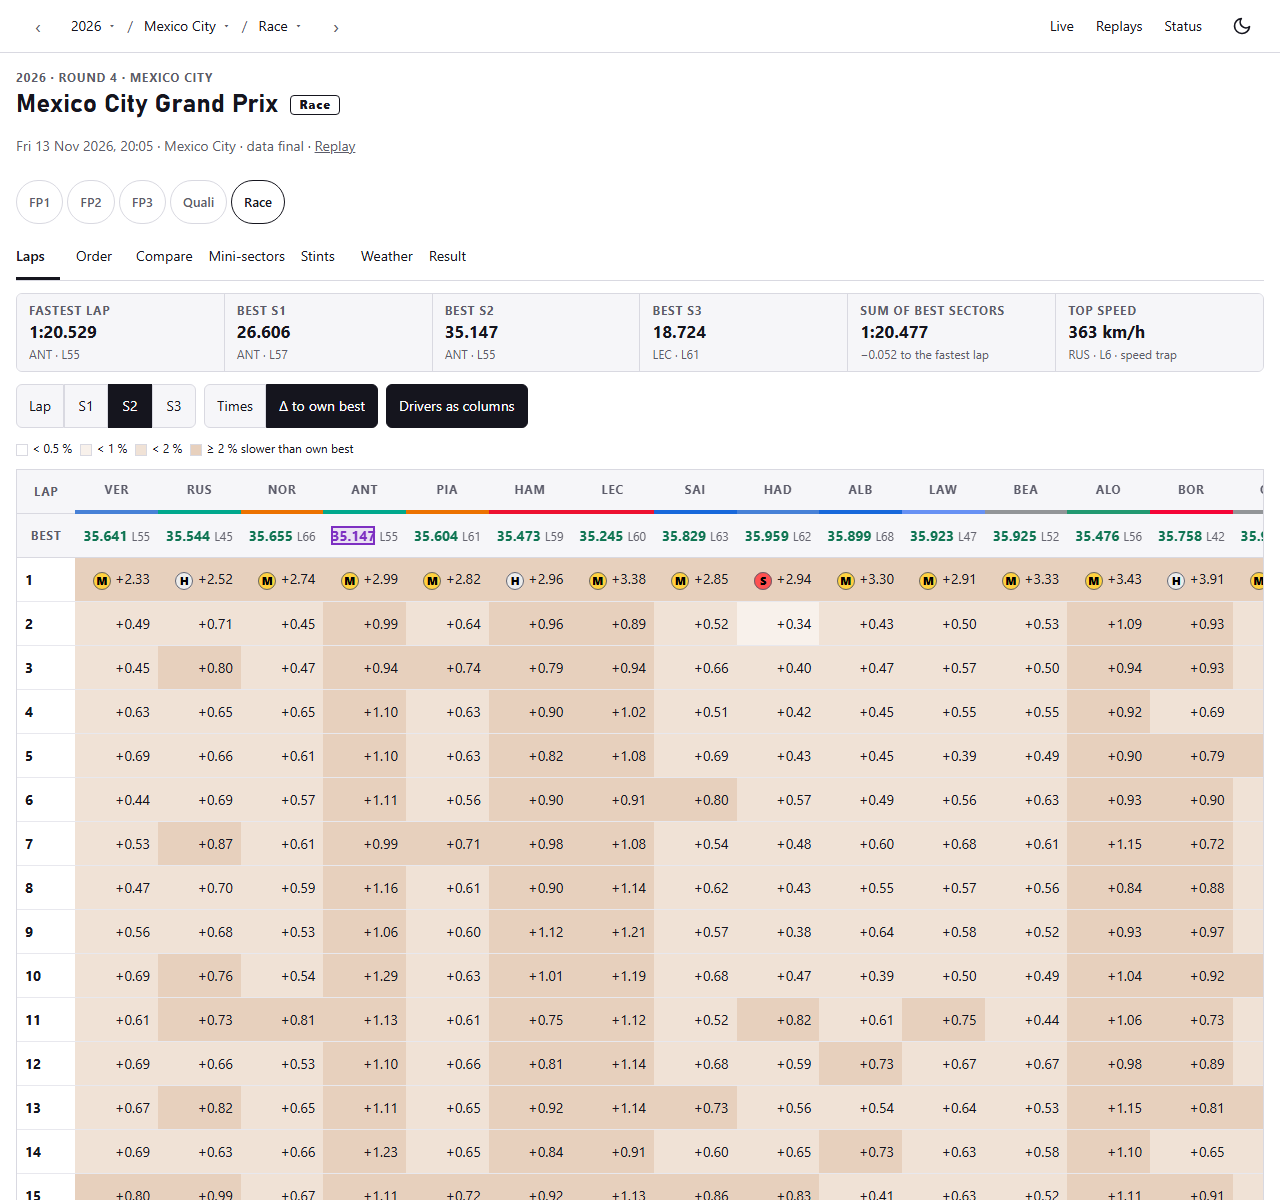 ‹ 2026 / Mexico City / Race › Live Replays Status
2026 · ROUND 4 · MEXICO CITY
Mexico City Grand Prix Race
Fri 13 Nov 2026, 20:05 · Mexico City · data final · Replay
FP1 FP2 FP3 Quali Race
Laps Order Compare Mini-sectors Stints Weather Result
FASTEST LAP BEST S1 BEST S2 BEST S3 SUM OF BEST SECTORS TOP SPEED
1:20.529 26.606 35.147 18.724 1:20.477 363 km/h
ANT · L55 ANT · L57 ANT · L55 LEC · L61 −0.052 to the fastest lap RUS · L6 · speed trap
Lap S1 S2 S3 Times Δ to own best Drivers as columns
< 0.5 % < 1 % < 2 % ≥ 2 % slower than own best
LAP VER RUS NOR ANT PIA HAM LEC SAI HAD ALB LAW BEA ALO BOR
BEST 35.641 L55 35.544 L45 35.655 L66 35.147 L55 35.604 L61 35.473 L59 35.245 L60 35.829 L63 35.959 L62 35.899 L68 35.923 L47 35.925 L52 35.476 L56 35.758 L42
1 M +2.33 H +2.52 M +2.74 M +2.99 M +2.82 H +2.96 M +3.38 M +2.85 S +2.94 M +3.30 M +2.91 M +3.33 M +3.43 H +3.91 M
2 +0.49 +0.71 +0.45 +0.99 +0.64 +0.96 +0.89 +0.52 +0.34 +0.43 +0.50 +0.53 +1.09 +0.93
3 +0.45 +0.80 +0.47 +0.94 +0.74 +0.79 +0.94 +0.66 +0.40 +0.47 +0.57 +0.50 +0.94 +0.93
4 +0.63 +0.65 +0.65 +1.10 +0.63 +0.90 +1.02 +0.51 +0.42 +0.45 +0.55 +0.55 +0.92 +0.69
5 +0.69 +0.66 +0.61 +1.10 +0.63 +0.82 +1.08 +0.69 +0.43 +0.45 +0.39 +0.49 +0.90 +0.79
6 +0.44 +0.69 +0.57 +1.11 +0.56 +0.90 +0.91 +0.80 +0.57 +0.49 +0.56 +0.63 +0.93 +0.90
7 +0.53 +0.87 +0.61 +0.99 +0.71 +0.98 +1.08 +0.54 +0.48 +0.60 +0.68 +0.61 +1.15 +0.72
8 +0.47 +0.70 +0.59 +1.16 +0.61 +0.90 +1.14 +0.62 +0.43 +0.55 +0.57 +0.56 +0.84 +0.88
9 +0.56 +0.68 +0.53 +1.06 +0.60 +1.12 +1.21 +0.57 +0.38 +0.64 +0.58 +0.52 +0.93 +0.97
10 +0.69 +0.76 +0.54 +1.29 +0.63 +1.01 +1.19 +0.68 +0.47 +0.39 +0.50 +0.49 +1.04 +0.92
11 +0.61 +0.73 +0.81 +1.13 +0.61 +0.75 +1.12 +0.52 +0.82 +0.61 +0.75 +0.44 +1.06 +0.73
12 +0.69 +0.66 +0.53 +1.10 +0.66 +0.81 +1.14 +0.68 +0.59 +0.73 +0.67 +0.67 +0.98 +0.89
13 +0.67 +0.82 +0.65 +1.11 +0.65 +0.92 +1.14 +0.73 +0.56 +0.54 +0.64 +0.53 +1.15 +0.81
14 +0.69 +0.63 +0.66 +1.23 +0.65 +0.84 +0.91 +0.60 +0.65 +0.73 +0.63 +0.58 +1.10 +0.65
15 +0.80 +0.99 +0.67 +1.11 +0.72 +0.92 +1.13 +0.86 +0.83 +0.41 +0.63 +0.52 +1.11 +0.91